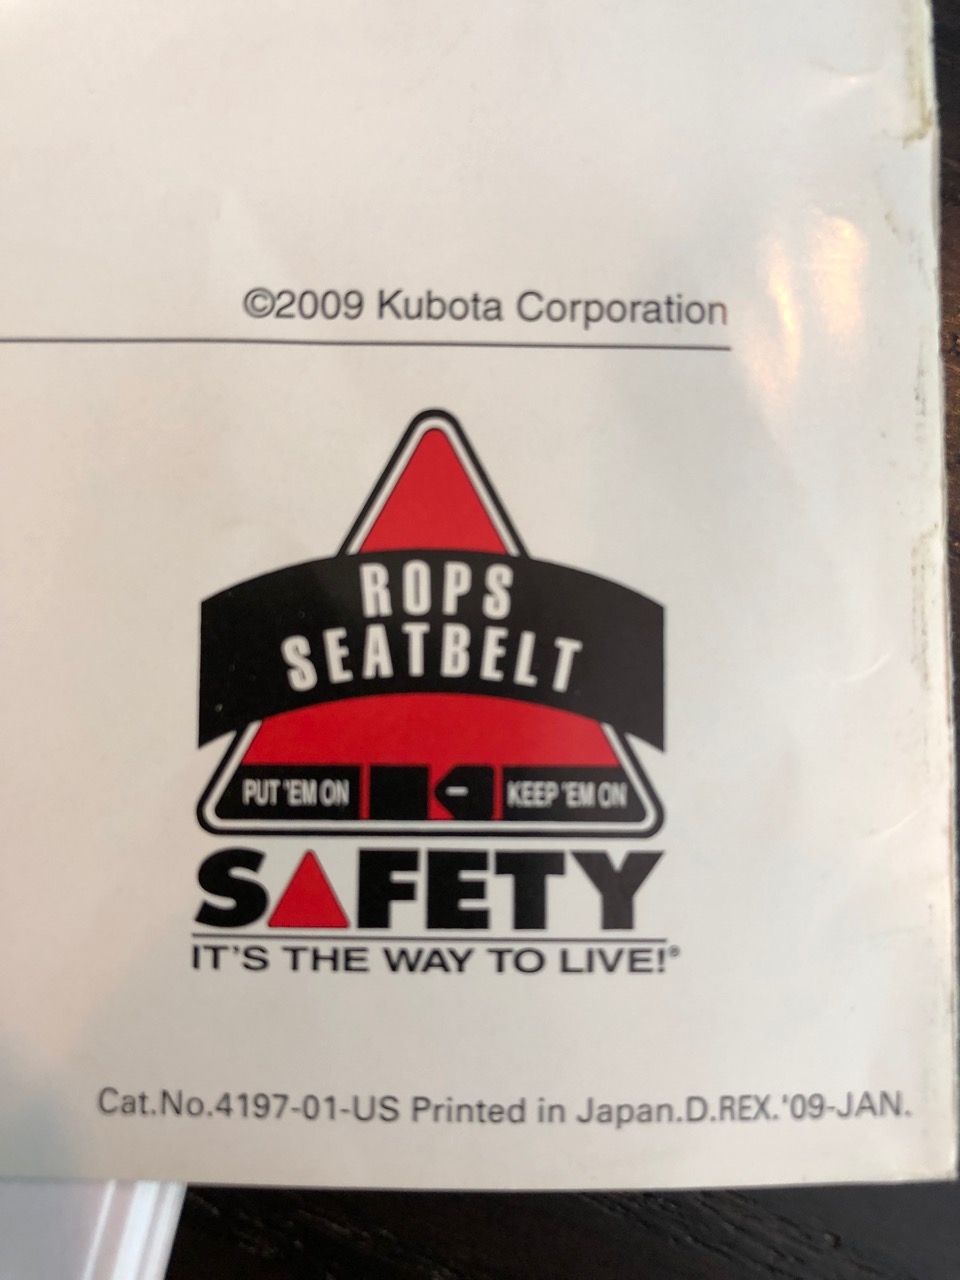 ©2009 Kubota Corporation
ROPS
SEATBELT
PUT 'EM ON KEEP 'EM ON
SAFETY
IT'S THE WAY TO LIVE!®
Cat.No.4197-01-US Printed in Japan.D.REX.'09-JAN.